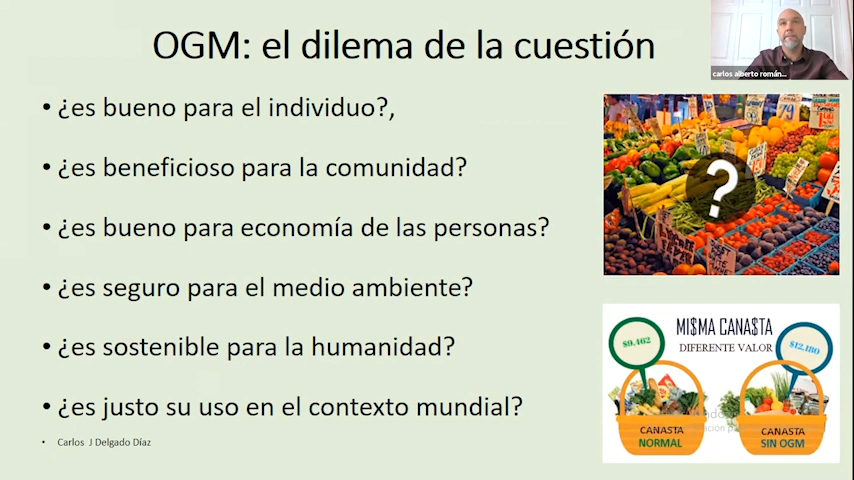 OGM: el dilema de la cuestión
carlos alberto román...
• ¿es bueno para el individuo?,
• ¿es beneficioso para la comunidad?
• ¿es bueno para economía de las personas?
• ¿es seguro para el medio ambiente?
• ¿es sostenible para la humanidad?
• ¿es justo su uso en el contexto mundial?
• Carlos J Delgado Díaz
?
MI$MA CANA$TA
DIFERENTE VALOR
$9.462
$12.180
CANASTA
NORMAL
CANASTA
SIN OGM